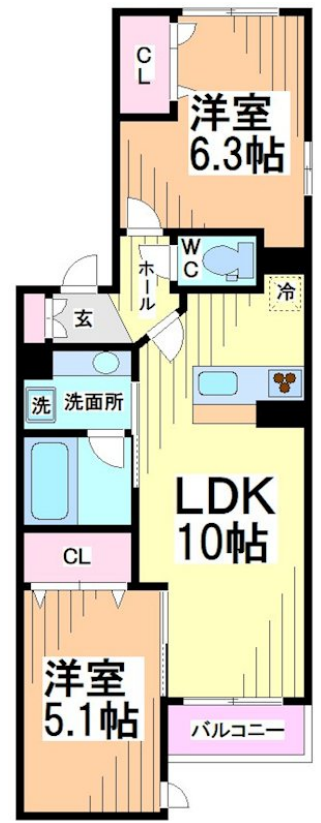 CL
洋室
6.3帖
WC
ホール
冷
玄
洗
洗面所
LDK
10帖
CL
洋室
5.1帖
バルコニー